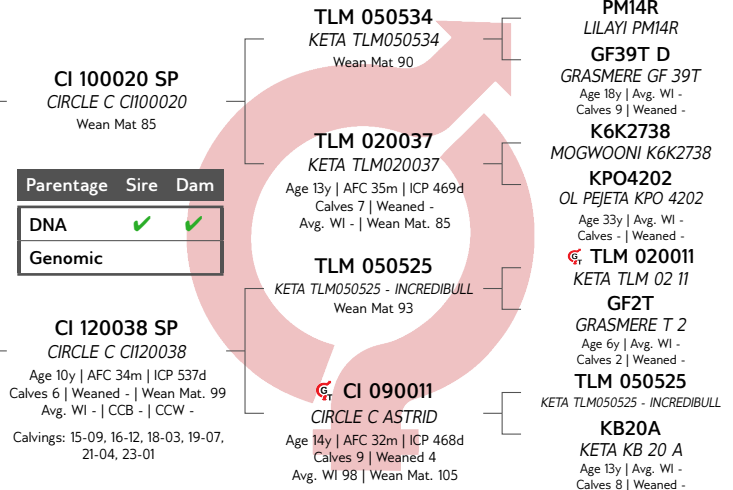 CI 100020 SP
CIRCLE C CI100020
Wean Mat 85
Parentage Sire Dam
DNA ✔ ✔
Genomic
CI 120038 SP
CIRCLE C CI120038
Age 10y | AFC 34m | ICP 537d
Calves 6 | Weaned - | Wean Mat. 99
Avg. WI - | CCB - | CCW -
Calvings: 15-09, 16-12, 18-03, 19-07,
21-04, 23-01
TLM 050534
KETA TLM050534
Wean Mat 90
TLM 020037
KETA TLM020037
Age 13y | AFC 35m | ICP 469d
Calves 7 | Weaned -
Avg. WI - | Wean Mat. 85
TLM 050525
KETA TLM050525 - INCREDIBULL
Wean Mat 93
GT CI 090011
CIRCLE C ASTRID
Age 14y | AFC 32m | ICP 468d
Calves 9 | Weaned 4
Avg. WI 98 | Wean Mat. 105
PM14R
LILAYI PM14R
GF39T D
GRASMERE GF 39T
Age 18y | Avg. WI -
Calves 9 | Weaned -
K6K2738
MOGWOONI K6K2738
KPO4202
OL PEJETA KPO 4202
Age 33y | Avg. WI -
Calves - | Weaned -
GT TLM 020011
KETA TLM 02 11
GF2T
GRASMERE T 2
Age 6y | Avg. WI -
Calves 2 | Weaned -
TLM 050525
KETA TLM050525 - INCREDIBULL
KB20A
KETA KB 20 A
Age 13y | Avg. WI -
Calves 8 | Weaned -